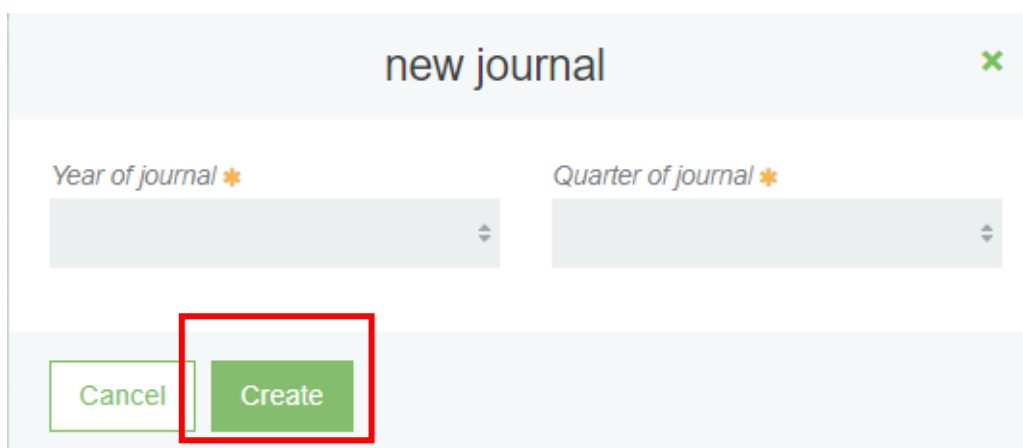 new journal
Year of journal *
Quarter of journal *
Cancel
Create